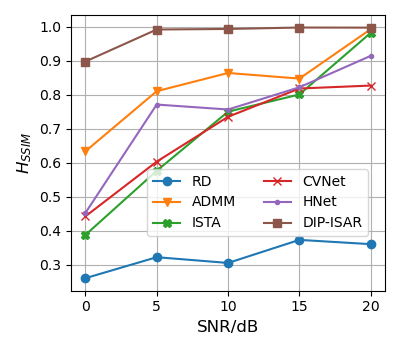 1.0
0.9
0.8
0.7
0.6
0.5
0.4
0.3
H_SSIM
RD
ADMM
ISTA
CVNet
HNet
DIP-ISAR
0 5 10 15 20
SNR/dB